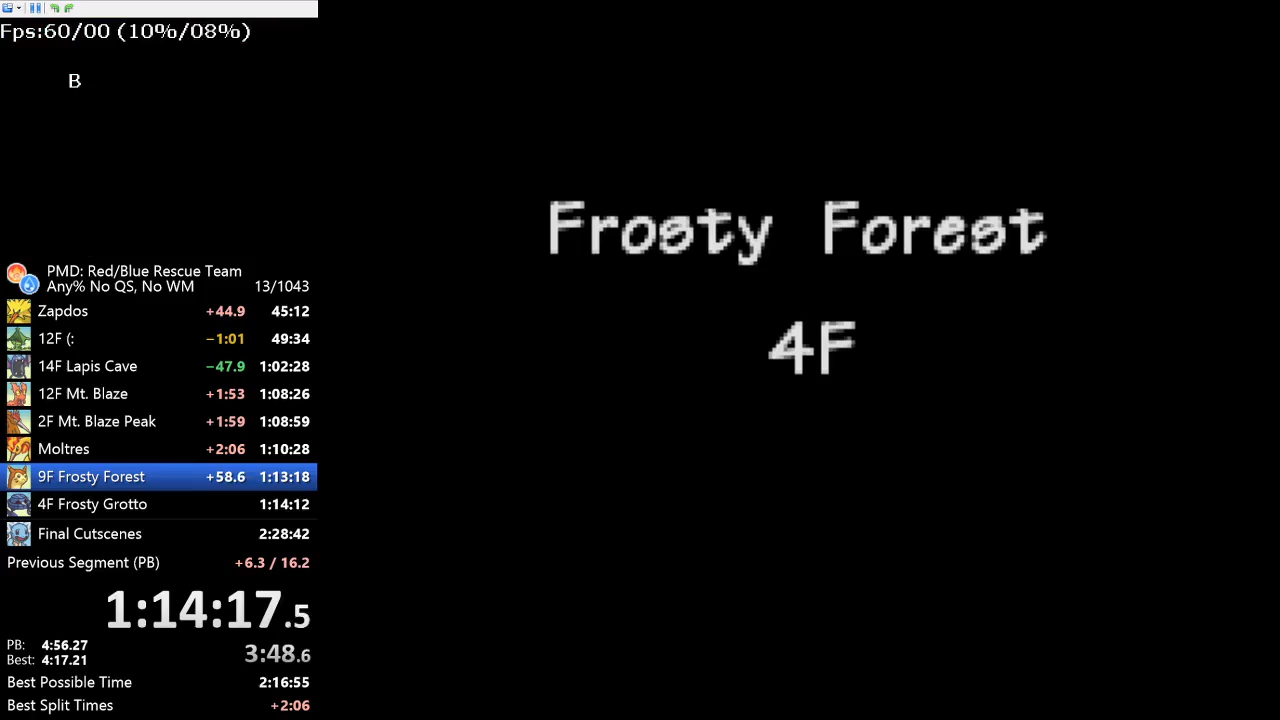 Fps:60/00 (10%/08%)
B
Frosty Forest
4F
PMD: Red/Blue Rescue Team
Any% No QS, No WM 13/1043
Zapdos +44.9 45:12
12F (: −1:01 49:34
14F Lapis Cave −47.9 1:02:28
12F Mt. Blaze +1:53 1:08:26
2F Mt. Blaze Peak +1:59 1:08:59
Moltres +2:06 1:10:28
9F Frosty Forest +58.6 1:13:18
4F Frosty Grotto 1:14:12
Final Cutscenes 2:28:42
Previous Segment (PB) +6.3 / 16.2
1:14:17.5
PB: 4:56.27
Best: 4:17.21
3:48.6
Best Possible Time 2:16:55
Best Split Times +2:06